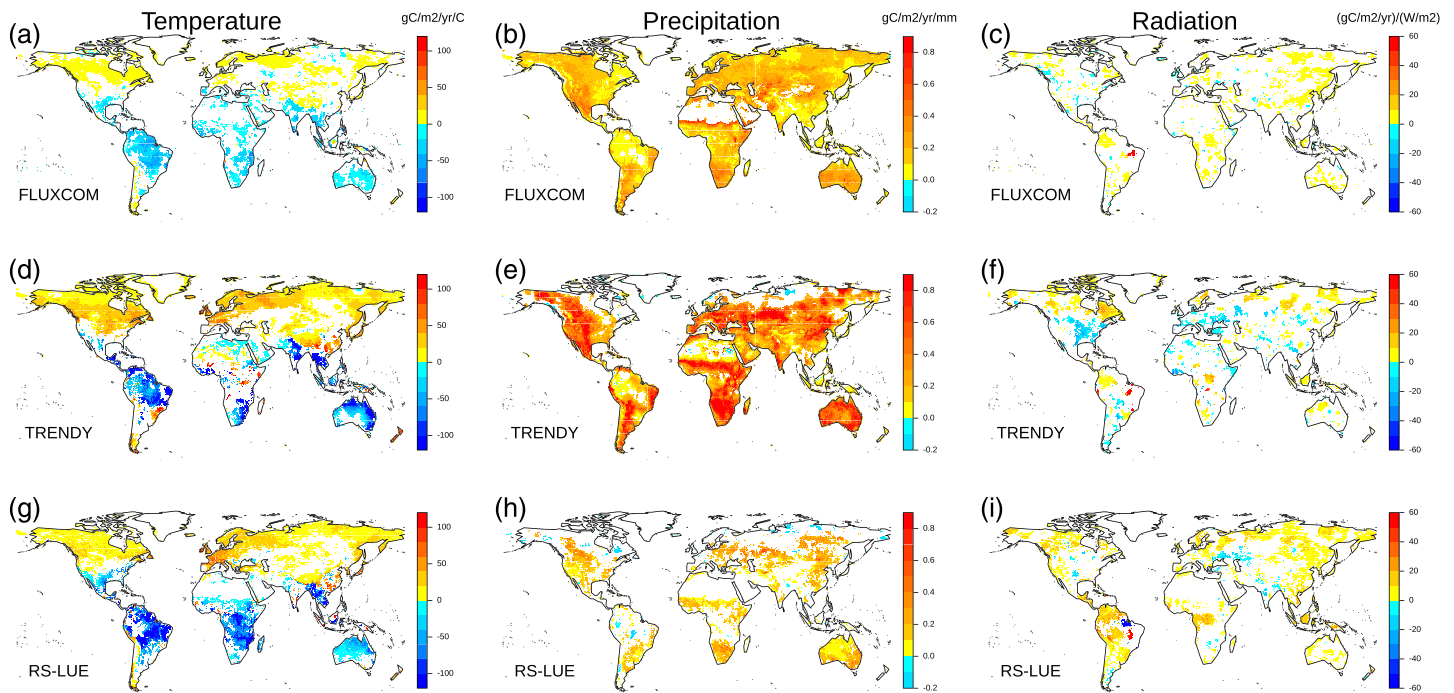 Temperature
gC/m2/yr/C
Precipitation
gC/m2/yr/mm
Radiation
(gC/m2/yr)/(W/m2)
(a)
100
50
0
-50
-100
FLUXCOM
(b)
0.8
0.6
0.4
0.2
0.0
-0.2
FLUXCOM
(c)
60
40
20
0
-20
-40
-60
FLUXCOM
(d)
100
50
0
-50
-100
TRENDY
(e)
0.8
0.6
0.4
0.2
0.0
-0.2
TRENDY
(f)
60
40
20
0
-20
-40
-60
TRENDY
(g)
100
50
0
-50
-100
RS-LUE
(h)
0.8
0.6
0.4
0.2
0.0
-0.2
RS-LUE
(i)
60
40
20
0
-20
-40
-60
RS-LUE